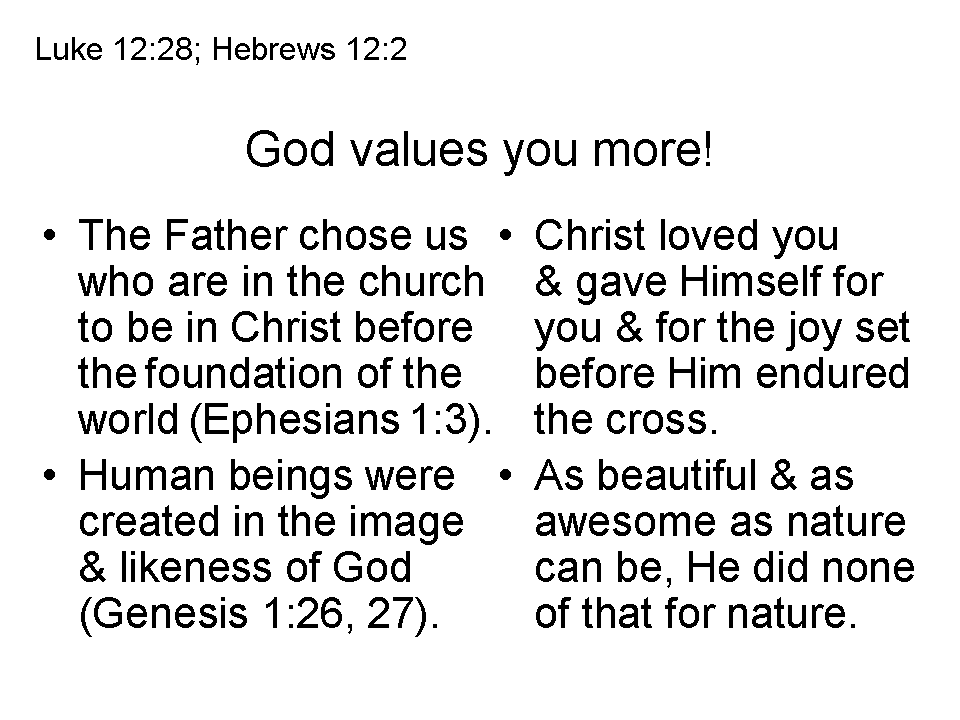 Luke 12:28; Hebrews 12:2
God values you more!
• The Father chose us
who are in the church
to be in Christ before
the foundation of the
world (Ephesians 1:3).
• Human beings were
created in the image
& likeness of God
(Genesis 1:26, 27).
• Christ loved you
& gave Himself for
you & for the joy set
before Him endured
the cross.
• As beautiful & as
awesome as nature
can be, He did none
of that for nature.